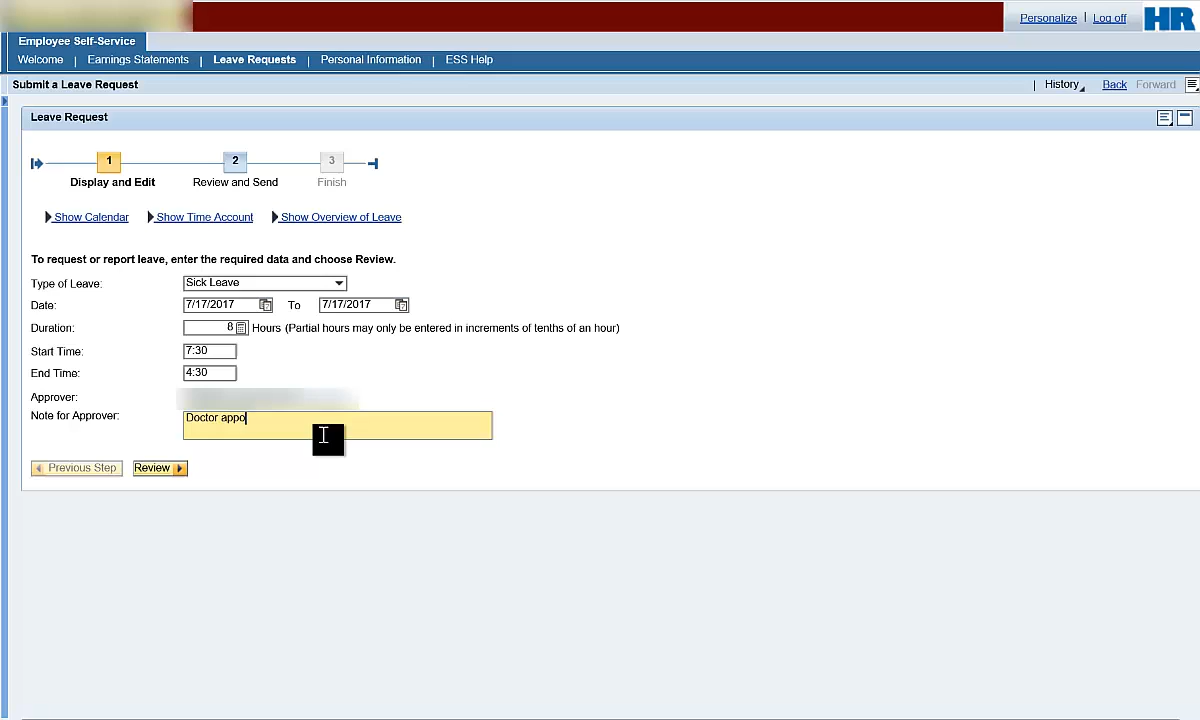 Personalize | Log off HR
Employee Self-Service
Welcome | Earnings Statements | Leave Requests | Personal Information | ESS Help
Submit a Leave Request | History Back Forward
Leave Request
1 2 3
Display and Edit Review and Send Finish
Show Calendar Show Time Account Show Overview of Leave
To request or report leave, enter the required data and choose Review.
Type of Leave: Sick Leave
Date: 7/17/2017 To 7/17/2017
Duration: 8 Hours (Partial hours may only be entered in increments of tenths of an hour)
Start Time: 7:30
End Time: 4:30
Approver:
Note for Approver: Doctor appo
Previous Step Review